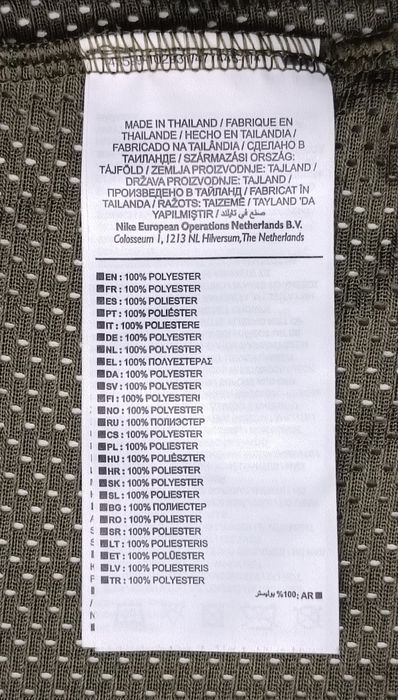 MADE IN THAILAND / FABRIQUE EN
THAILANDE / HECHO EN TAILANDIA /
FABRICADO NA TAILÂNDIA / СДЕЛАНО В
ТАИЛАНДЕ / SZÁRMAZÁSI ORSZÁG:
TÁJFÖLD / ZEMLJA PROIZVODNJE: TAJLAND /
DRŽAVA PROIZVODNJE: TAJLAND /
ПРОИЗВЕДЕНО В ТАЙЛАНД / FABRICAT ÎN
TAILANDA / RAŽOTS: TAIZEMĒ / TAYLAND 'DA
YAPILMIŞTIR / صنع في تايلاند
Nike European Operations Netherlands B.V.
Colosseum 1, 1213 NL Hilversum, The Netherlands
EN : 100% POLYESTER
FR : 100% POLYESTER
ES : 100% POLIESTER
PT : 100% POLIÉSTER
IT : 100% POLIESTERE
DE : 100% POLYESTER
NL : 100% POLYESTER
EL : 100% ΠΟΛΥΕΣΤΕΡΑΣ
DA : 100% POLYESTER
SV : 100% POLYESTER
FI : 100% POLYESTERI
NO : 100% POLYESTER
RU : 100% ПОЛИЭСТЕР
CS : 100% POLYESTER
PL : 100% POLIESTER
HU : 100% POLIÉSZTER
HR : 100% POLIESTER
SK : 100% POLYESTER
SL : 100% POLIESTER
BG : 100% ПОЛИЕСТЕР
RO : 100% POLIESTER
SR : 100% POLIESTER
LT : 100% POLIESTERIS
ET : 100% POLÜESTER
LV : 100% POLIESTERIS
TR : 100% POLYESTER
AR :100% بوليستر